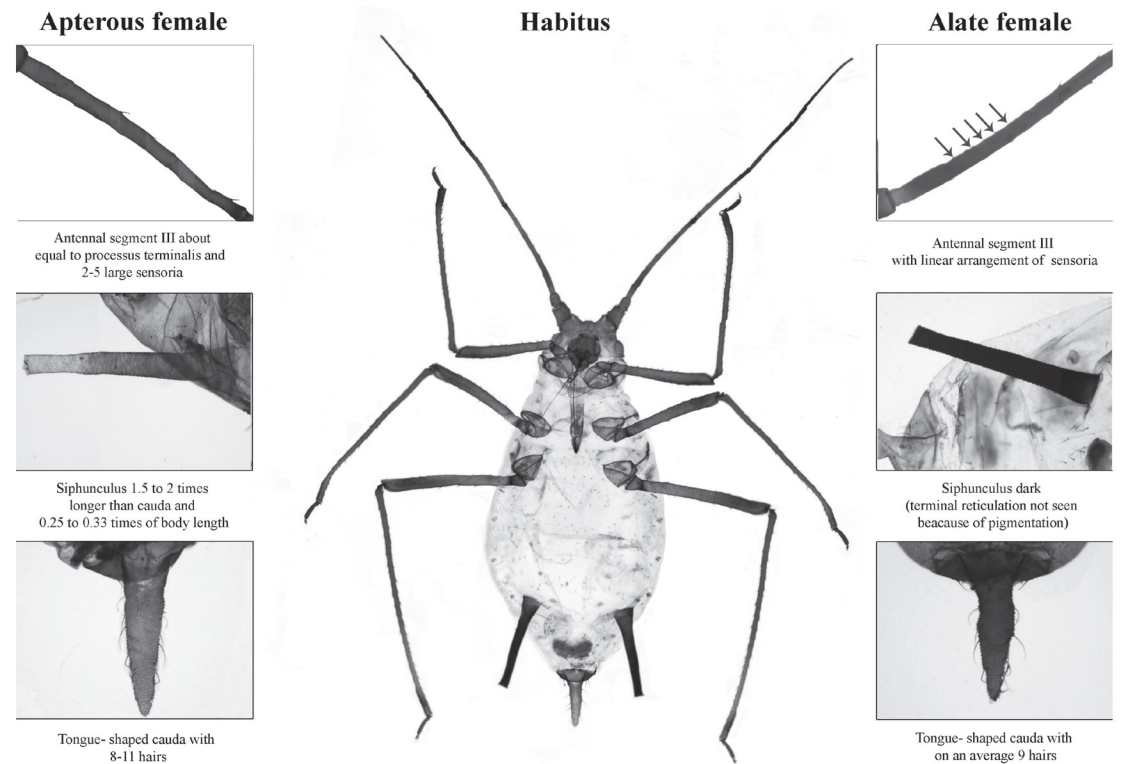 Apterous female
Habitus
Alate female
Antennal segment III about
equal to processus terminalis and
2-5 large sensoria
Antennal segment III
with linear arrangement of sensoria
Siphunculus 1.5 to 2 times
longer than cauda and
0.25 to 0.33 times of body length
Siphunculus dark
(terminal reticulation not seen
beacause of pigmentation)
Tongue- shaped cauda with
8-11 hairs
Tongue- shaped cauda with
on an average 9 hairs